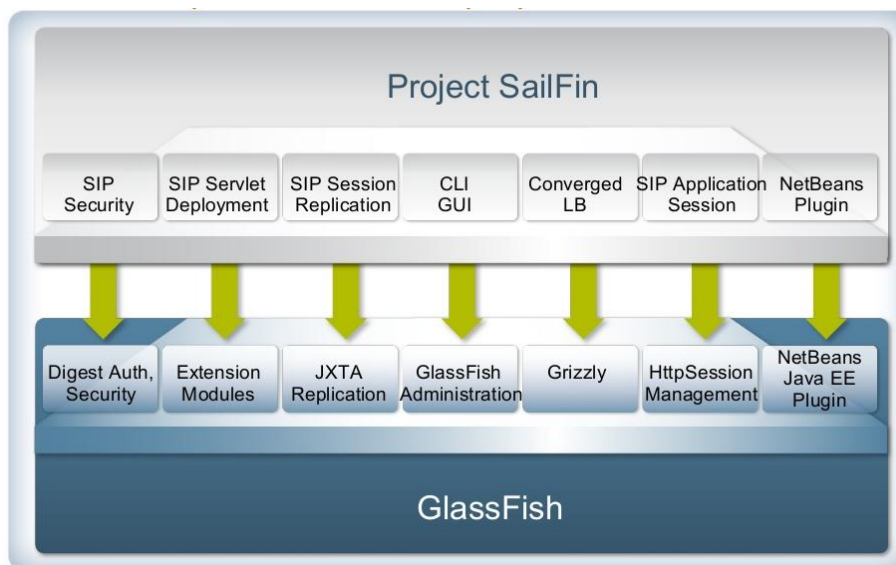 Project SailFin
SIP
Security
SIP Servlet
Deployment
SIP Session
Replication
CLI
GUI
Converged
LB
SIP Application
Session
NetBeans
Plugin
Digest Auth,
Security
Extension
Modules
JXTA
Replication
GlassFish
Administration
Grizzly
HttpSession
Management
NetBeans
Java EE
Plugin
GlassFish